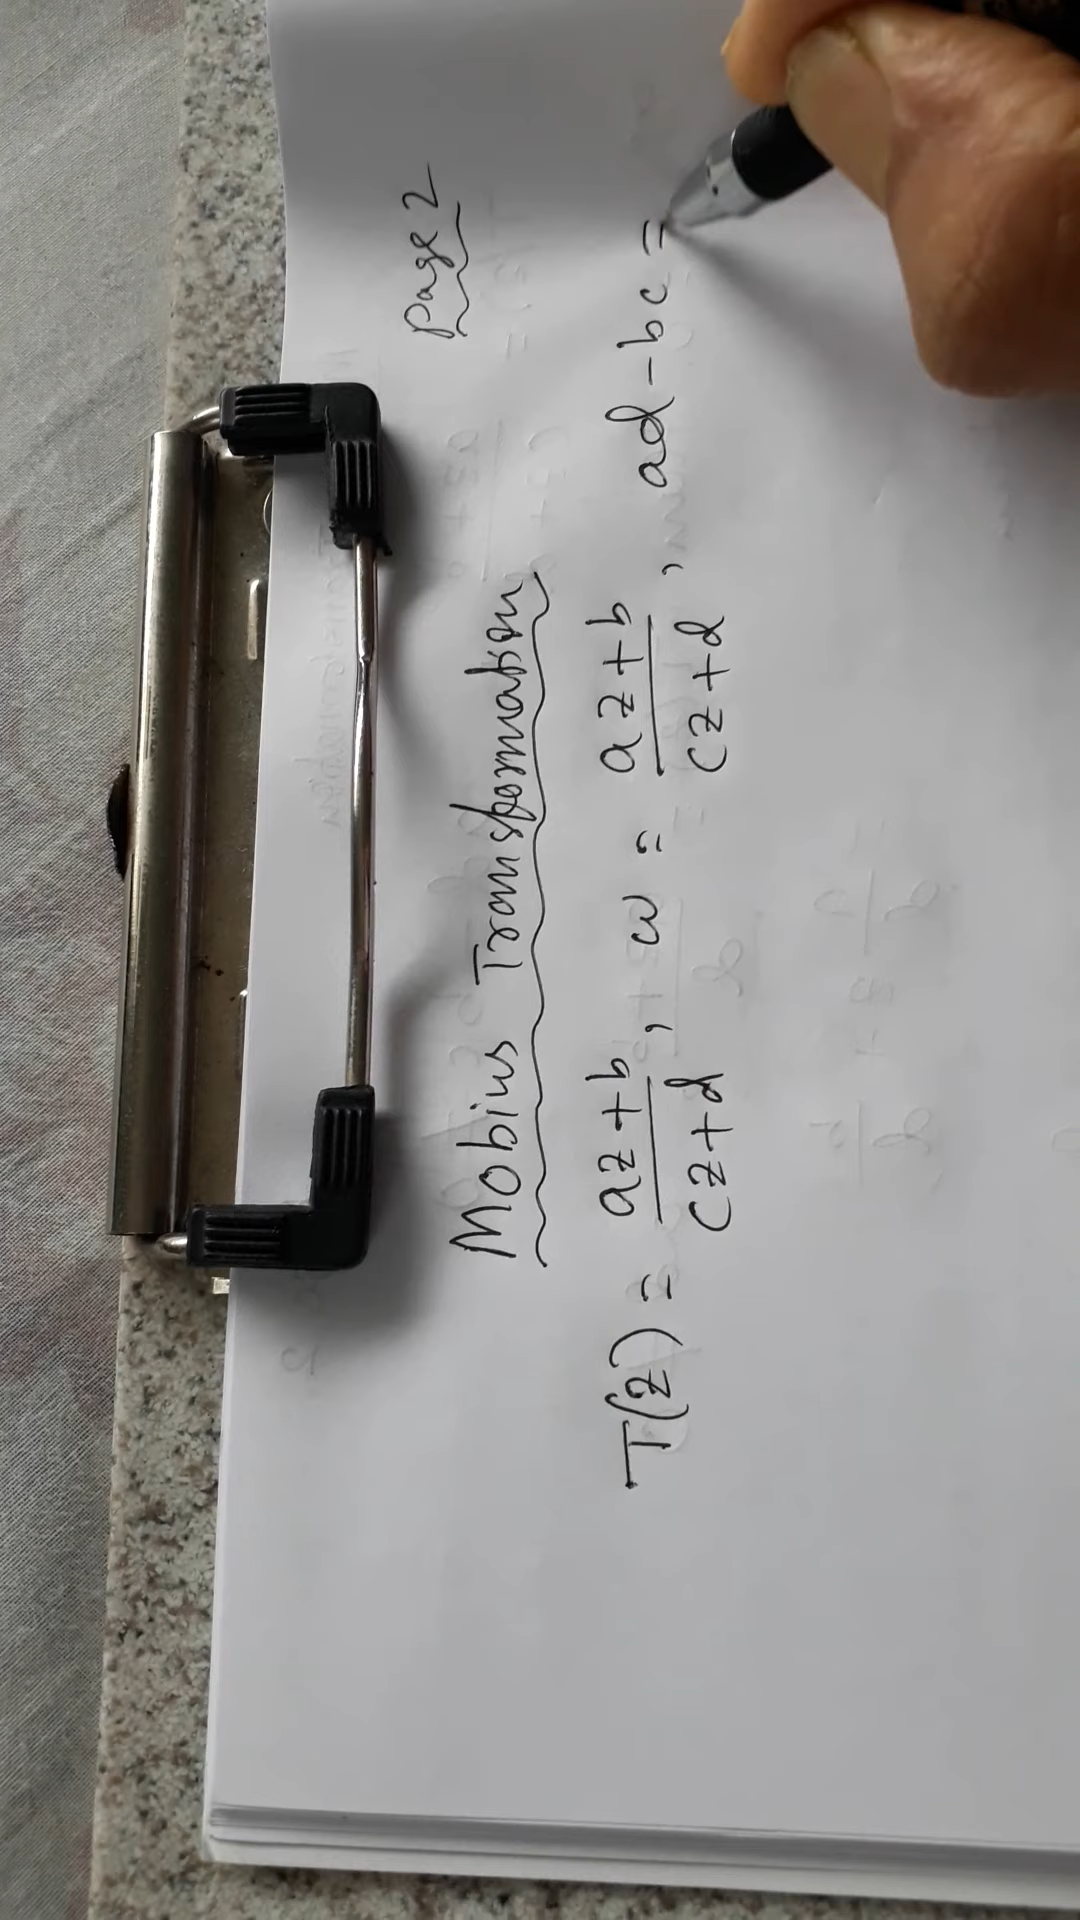 Page 2
Mobius Transformation
T(z) = az+b / cz+d , w = az+b / cz+d , ad - bc =